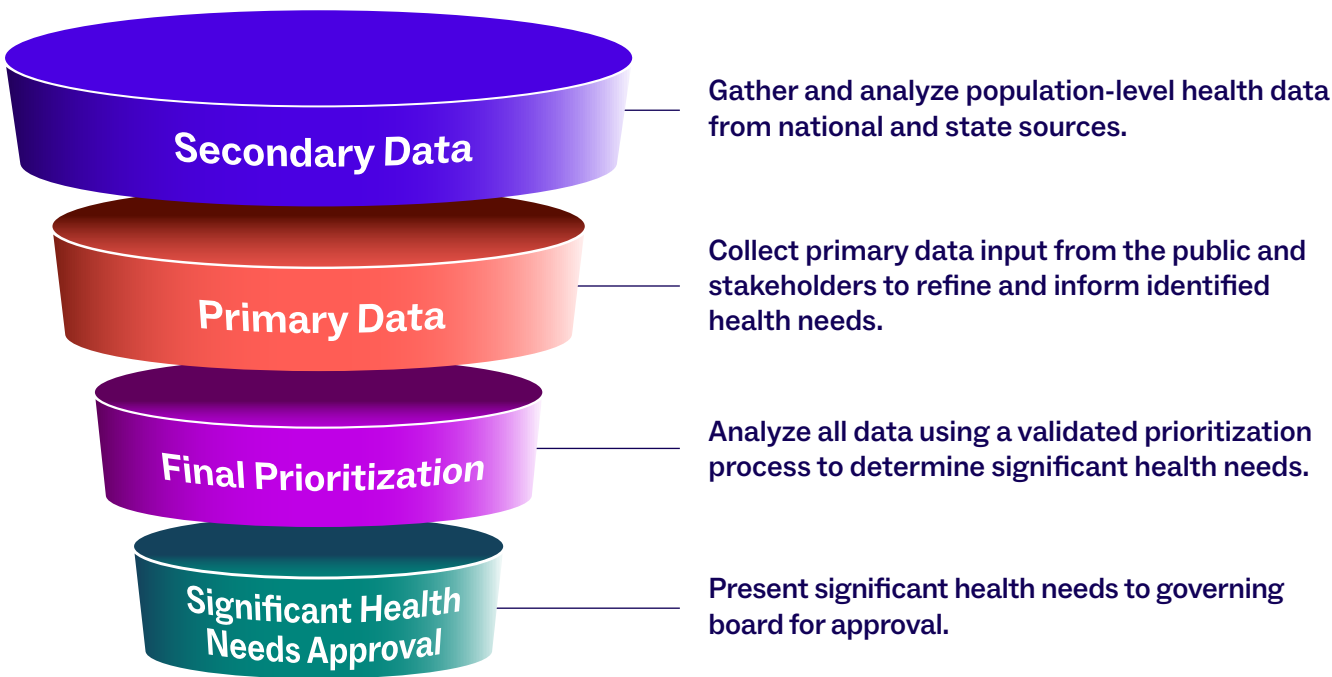 Secondary Data
Gather and analyze population-level health data
from national and state sources.
Primary Data
Collect primary data input from the public and
stakeholders to refine and inform identified
health needs.
Final Prioritization
Analyze all data using a validated prioritization
process to determine significant health needs.
Significant Health
Needs Approval
Present significant health needs to governing
board for approval.